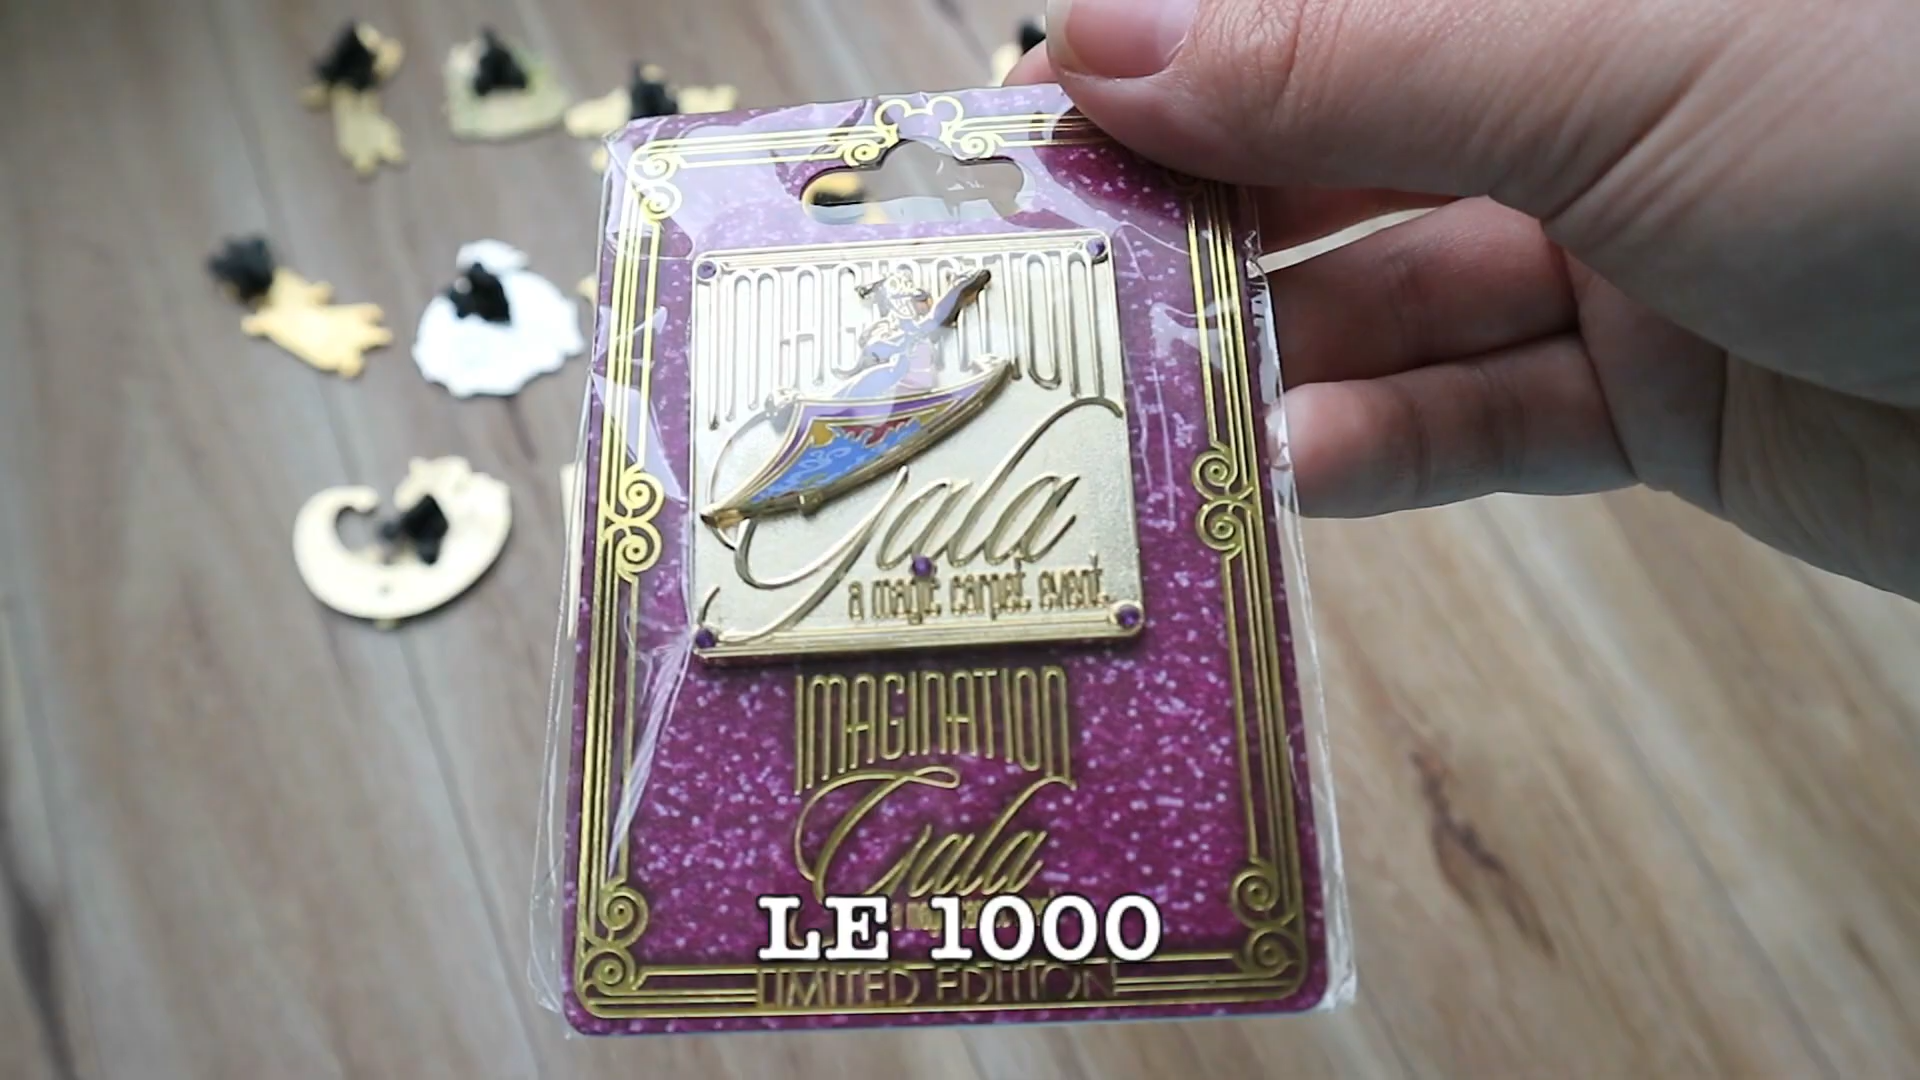 IMAGINATION
Gala
a magic carpet event
IMAGINATION
Gala
LE 1000
LIMITED EDITION